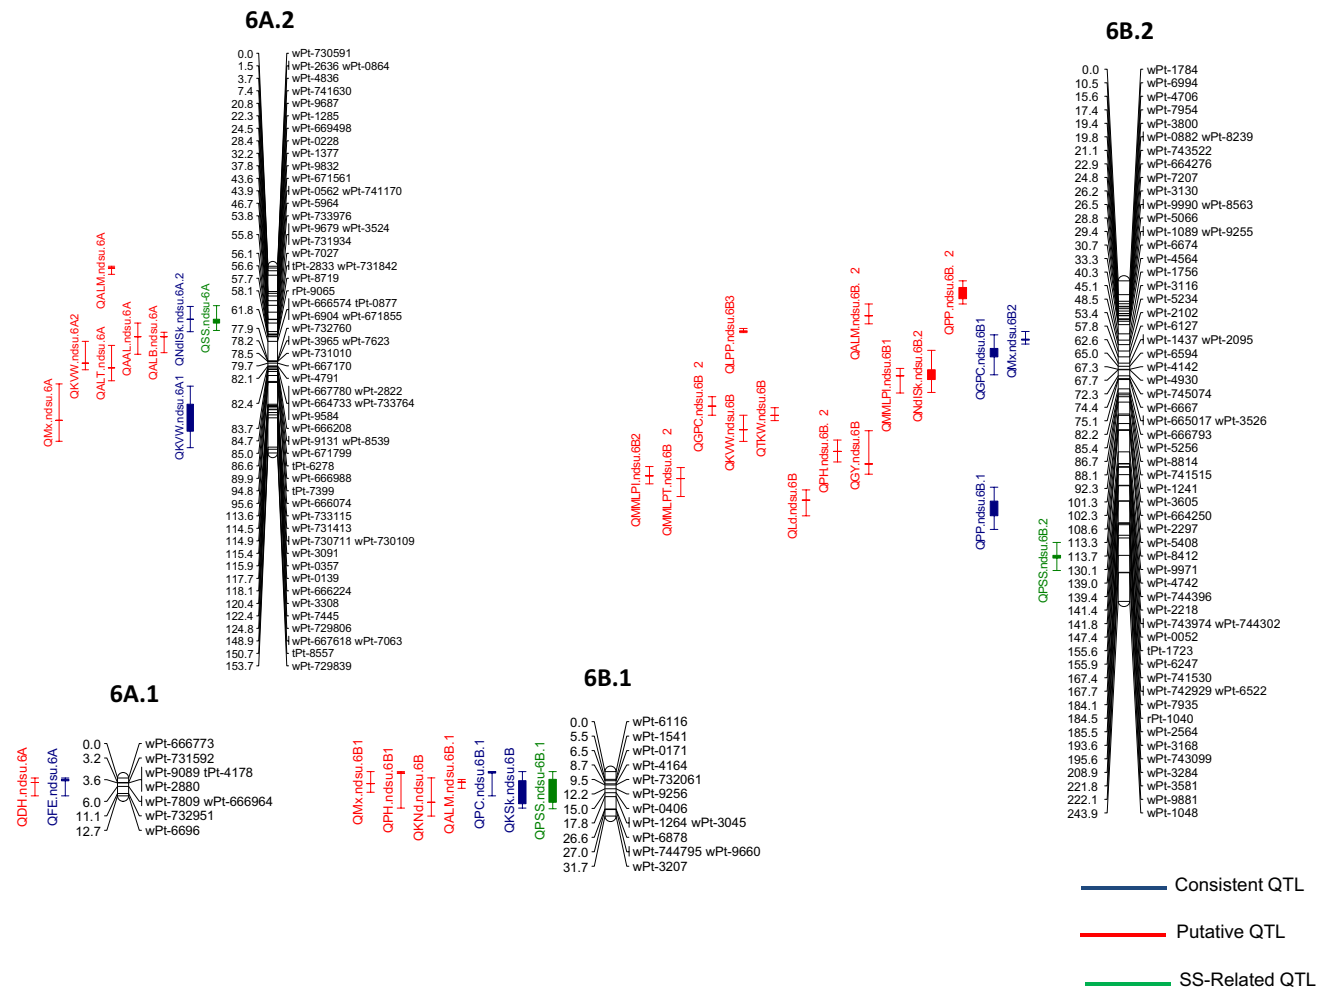 6A.2
0.0 wPt-730591
1.5 wPt-2636 wPt-0864
3.7 wPt-4836
7.4 wPt-741630
20.8 wPt-9687
22.3 wPt-1285
24.5 wPt-669498
28.4 wPt-0228
32.2 wPt-1377
37.8 wPt-9832
43.6 wPt-671561
43.9 wPt-0562 wPt-741170
46.7 wPt-5964
53.8 wPt-733976
wPt-9679 wPt-3524
55.8 wPt-731934
56.1 wPt-7027
56.6 tPt-2833 wPt-731842
57.7 wPt-8719
58.1 rPt-9065
wPt-666574 tPt-0877
61.8 wPt-6904 wPt-671855
77.9 wPt-732760
78.2 wPt-3965 wPt-7623
78.5 wPt-731010
79.7 wPt-667170
82.1 wPt-4791
wPt-667780 wPt-2822
82.4 wPt-664733 wPt-733764
wPt-9584
83.7 wPt-666208
84.7 wPt-9131 wPt-8539
85.0 wPt-671799
86.6 tPt-6278
89.9 wPt-666988
94.8 tPt-7399
95.6 wPt-666074
113.6 wPt-733115
114.5 wPt-731413
114.9 wPt-730711 wPt-730109
115.4 wPt-3091
115.9 wPt-0357
117.7 wPt-0139
118.1 wPt-666224
120.4 wPt-3308
122.4 wPt-7445
124.8 wPt-729806
148.9 wPt-667618 wPt-7063
150.7 tPt-8557
153.7 wPt-729839
QMx.ndsu.6A
QKVW.ndsu.6A2
QALM.ndsu.6A
QALT.ndsu.6A
QAAL.ndsu.6A
QALB.ndsu.6A
QNdlSk.ndsu.6A.2
QKVW.ndsu.6A1
QSS.ndsu-6A
6B.2
0.0 wPt-1784
10.5 wPt-6994
15.6 wPt-4706
17.4 wPt-7954
19.4 wPt-3800
19.8 wPt-0882 wPt-8239
21.1 wPt-743522
22.9 wPt-664276
24.8 wPt-7207
26.2 wPt-3130
26.5 wPt-9990 wPt-8563
28.8 wPt-5066
29.4 wPt-1089 wPt-9255
30.7 wPt-6674
33.3 wPt-4564
40.3 wPt-1756
45.1 wPt-3116
48.5 wPt-5234
53.4 wPt-2102
57.8 wPt-6127
62.6 wPt-1437 wPt-2095
65.0 wPt-6594
67.3 wPt-4142
67.7 wPt-4930
72.3 wPt-745074
74.4 wPt-6667
75.1 wPt-665017 wPt-3526
82.2 wPt-666793
85.4 wPt-5256
86.7 wPt-8814
88.1 wPt-741515
92.3 wPt-1241
101.3 wPt-3605
102.3 wPt-664250
108.6 wPt-2297
113.3 wPt-5408
113.7 wPt-8412
130.1 wPt-9971
139.0 wPt-4742
139.4 wPt-744396
141.4 wPt-2218
141.8 wPt-743974 wPt-744302
147.4 wPt-0052
155.6 tPt-1723
155.9 wPt-6247
167.4 wPt-741530
167.7 wPt-742929 wPt-6522
184.1 wPt-7935
184.5 rPt-1040
185.5 wPt-2564
193.6 wPt-3168
195.6 wPt-743099
208.9 wPt-3284
221.8 wPt-3581
222.1 wPt-9881
243.9 wPt-1048
QMMLPI.ndsu.6B2
QMMLPT.ndsu.6B. 2
QGPC.ndsu.6B. 2
QKVW.ndsu.6B
QLPP.ndsu.6B3
QTKW.ndsu.6B
QLd.ndsu.6B
QPH.ndsu.6B. 2
QGY.ndsu.6B
QALM.ndsu.6B. 2
QMMLPI.ndsu.6B1
QNdlSk.ndsu.6B.2
QPP.ndsu.6B. 2
QGPC.ndsu.6B1
QMx.ndsu.6B2
QPP.ndsu.6B.1
QPSS.ndsu.6B.2
6A.1
0.0 wPt-666773
3.2 wPt-731592
wPt-9089 tPt-4178
3.6 wPt-2880
6.0 wPt-7809 wPt-666964
11.1 wPt-732951
12.7 wPt-6696
QDH.ndsu.6A
QFE.ndsu.6A
6B.1
0.0 wPt-6116
5.5 wPt-1541
6.5 wPt-0171
8.7 wPt-4164
9.5 wPt-732061
12.2 wPt-9256
15.0 wPt-0406
17.8 wPt-1264 wPt-3045
26.6 wPt-6878
27.0 wPt-744795 wPt-9660
31.7 wPt-3207
QMx.ndsu.6B1
QPH.ndsu.6B1
QKNd.ndsu.6B
QALM.ndsu.6B.1
QPC.ndsu.6B.1
QKSk.ndsu.6B
QPSS.ndsu-6B.1
Consistent QTL
Putative QTL
SS-Related QTL